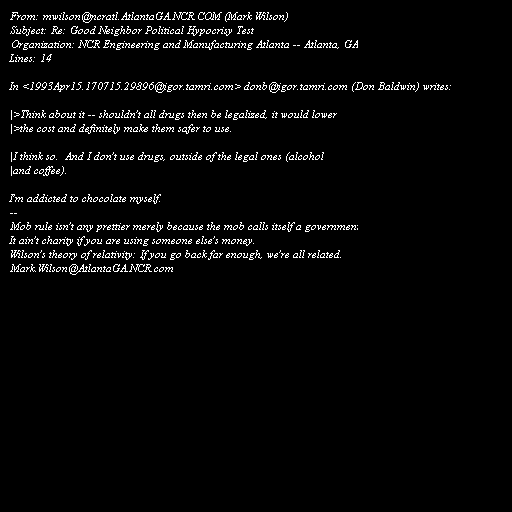 From: mwilson@ncratl.AtlantaGA.NCR.COM (Mark Wilson)
Subject: Re: Good Neighbor Political Hypocrisy Test
Organization: NCR Engineering and Manufacturing Atlanta -- Atlanta, GA
Lines: 14

In <1993Apr15.170715.29896@igor.tamri.com> donb@igor.tamri.com (Don Baldwin) writes:

|>Think about it -- shouldn't all drugs then be legalized, it would lower
|>the cost and definitely make them safer to use.

|I think so.  And I don't use drugs, outside of the legal ones (alcohol
|and coffee).

I'm addicted to chocolate myself.
--
Mob rule isn't any prettier merely because the mob calls itself a government
It ain't charity if you are using someone else's money.
Wilson's theory of relativity: If you go back far enough, we're all related.
Mark.Wilson@AtlantaGA.NCR.com